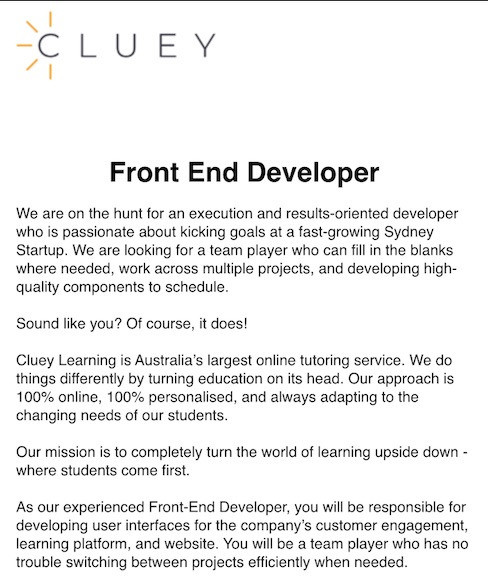 CLUEY
Front End Developer
We are on the hunt for an execution and results-oriented developer
who is passionate about kicking goals at a fast-growing Sydney
Startup. We are looking for a team player who can fill in the blanks
where needed, work across multiple projects, and developing high-
quality components to schedule.
Sound like you? Of course, it does!
Cluey Learning is Australia's largest online tutoring service. We do
things differently by turning education on its head. Our approach is
100% online, 100% personalised, and always adapting to the
changing needs of our students.
Our mission is to completely turn the world of learning upside down -
where students come first.
As our experienced Front-End Developer, you will be responsible for
developing user interfaces for the company's customer engagement,
learning platform, and website. You will be a team player who has no
trouble switching between projects efficiently when needed.